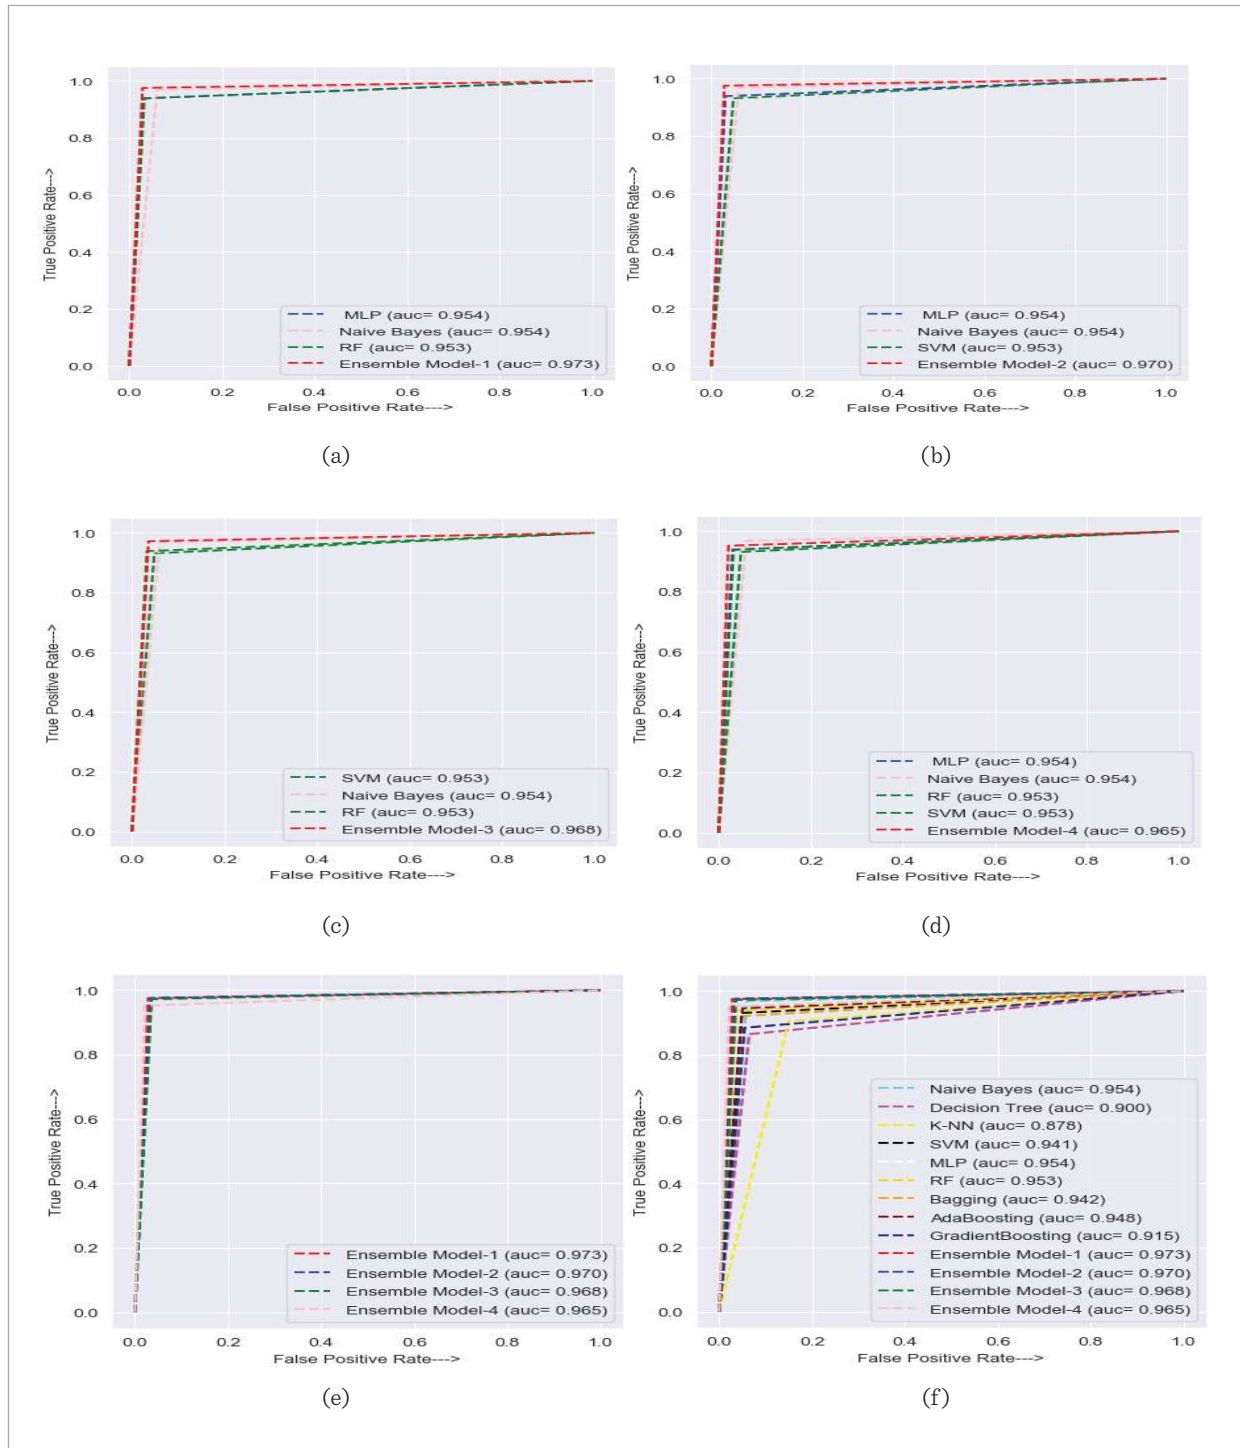 1.0
0.8
0.6
0.4
0.2
0.0
True Positive Rate--->
MLP (auc= 0.954)
Naive Bayes (auc= 0.954)
RF (auc= 0.953)
Ensemble Model-1 (auc= 0.973)
0.0 0.2 0.4 0.6 0.8 1.0
False Positive Rate--->
(a)
1.0
0.8
0.6
0.4
0.2
0.0
True Positive Rate--->
MLP (auc= 0.954)
Naive Bayes (auc= 0.954)
SVM (auc= 0.953)
Ensemble Model-2 (auc= 0.970)
0.0 0.2 0.4 0.6 0.8 1.0
False Positive Rate--->
(b)
1.0
0.8
0.6
0.4
0.2
0.0
True Positive Rate--->
SVM (auc= 0.953)
Naive Bayes (auc= 0.954)
RF (auc= 0.953)
Ensemble Model-3 (auc= 0.968)
0.0 0.2 0.4 0.6 0.8 1.0
False Positive Rate--->
(c)
1.0
0.8
0.6
0.4
0.2
0.0
True Positive Rate--->
MLP (auc= 0.954)
Naive Bayes (auc= 0.954)
RF (auc= 0.953)
SVM (auc= 0.953)
Ensemble Model-4 (auc= 0.965)
0.0 0.2 0.4 0.6 0.8 1.0
False Positive Rate--->
(d)
1.0
0.8
0.6
0.4
0.2
0.0
True Positive Rate--->
Ensemble Model-1 (auc= 0.973)
Ensemble Model-2 (auc= 0.970)
Ensemble Model-3 (auc= 0.968)
Ensemble Model-4 (auc= 0.965)
0.0 0.2 0.4 0.6 0.8 1.0
False Positive Rate--->
(e)
1.0
0.8
0.6
0.4
0.2
0.0
True Positive Rate--->
Naive Bayes (auc= 0.954)
Decision Tree (auc= 0.900)
K-NN (auc= 0.878)
SVM (auc= 0.941)
MLP (auc= 0.954)
RF (auc= 0.953)
Bagging (auc= 0.942)
AdaBoosting (auc= 0.948)
GradientBoosting (auc= 0.915)
Ensemble Model-1 (auc= 0.973)
Ensemble Model-2 (auc= 0.970)
Ensemble Model-3 (auc= 0.968)
Ensemble Model-4 (auc= 0.965)
0.0 0.2 0.4 0.6 0.8 1.0
False Positive Rate--->
(f)